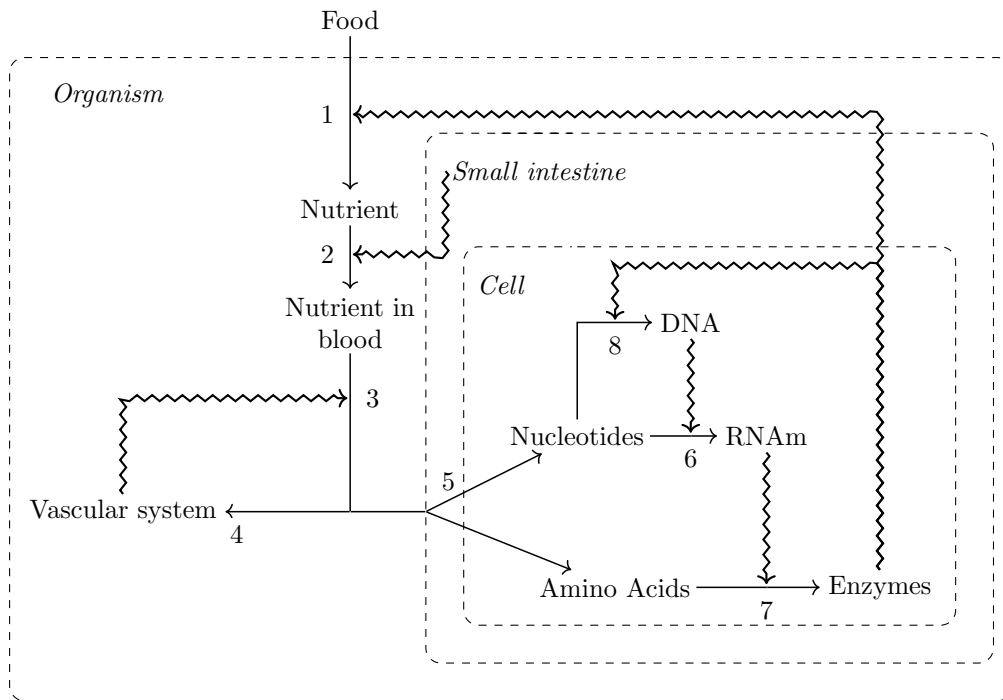 Food
Organism
1
Small intestine
Nutrient
2
Cell
Nutrient in
blood
DNA
8
3
Nucleotides
RNAm
6
5
Vascular system
4
Amino Acids
Enzymes
7